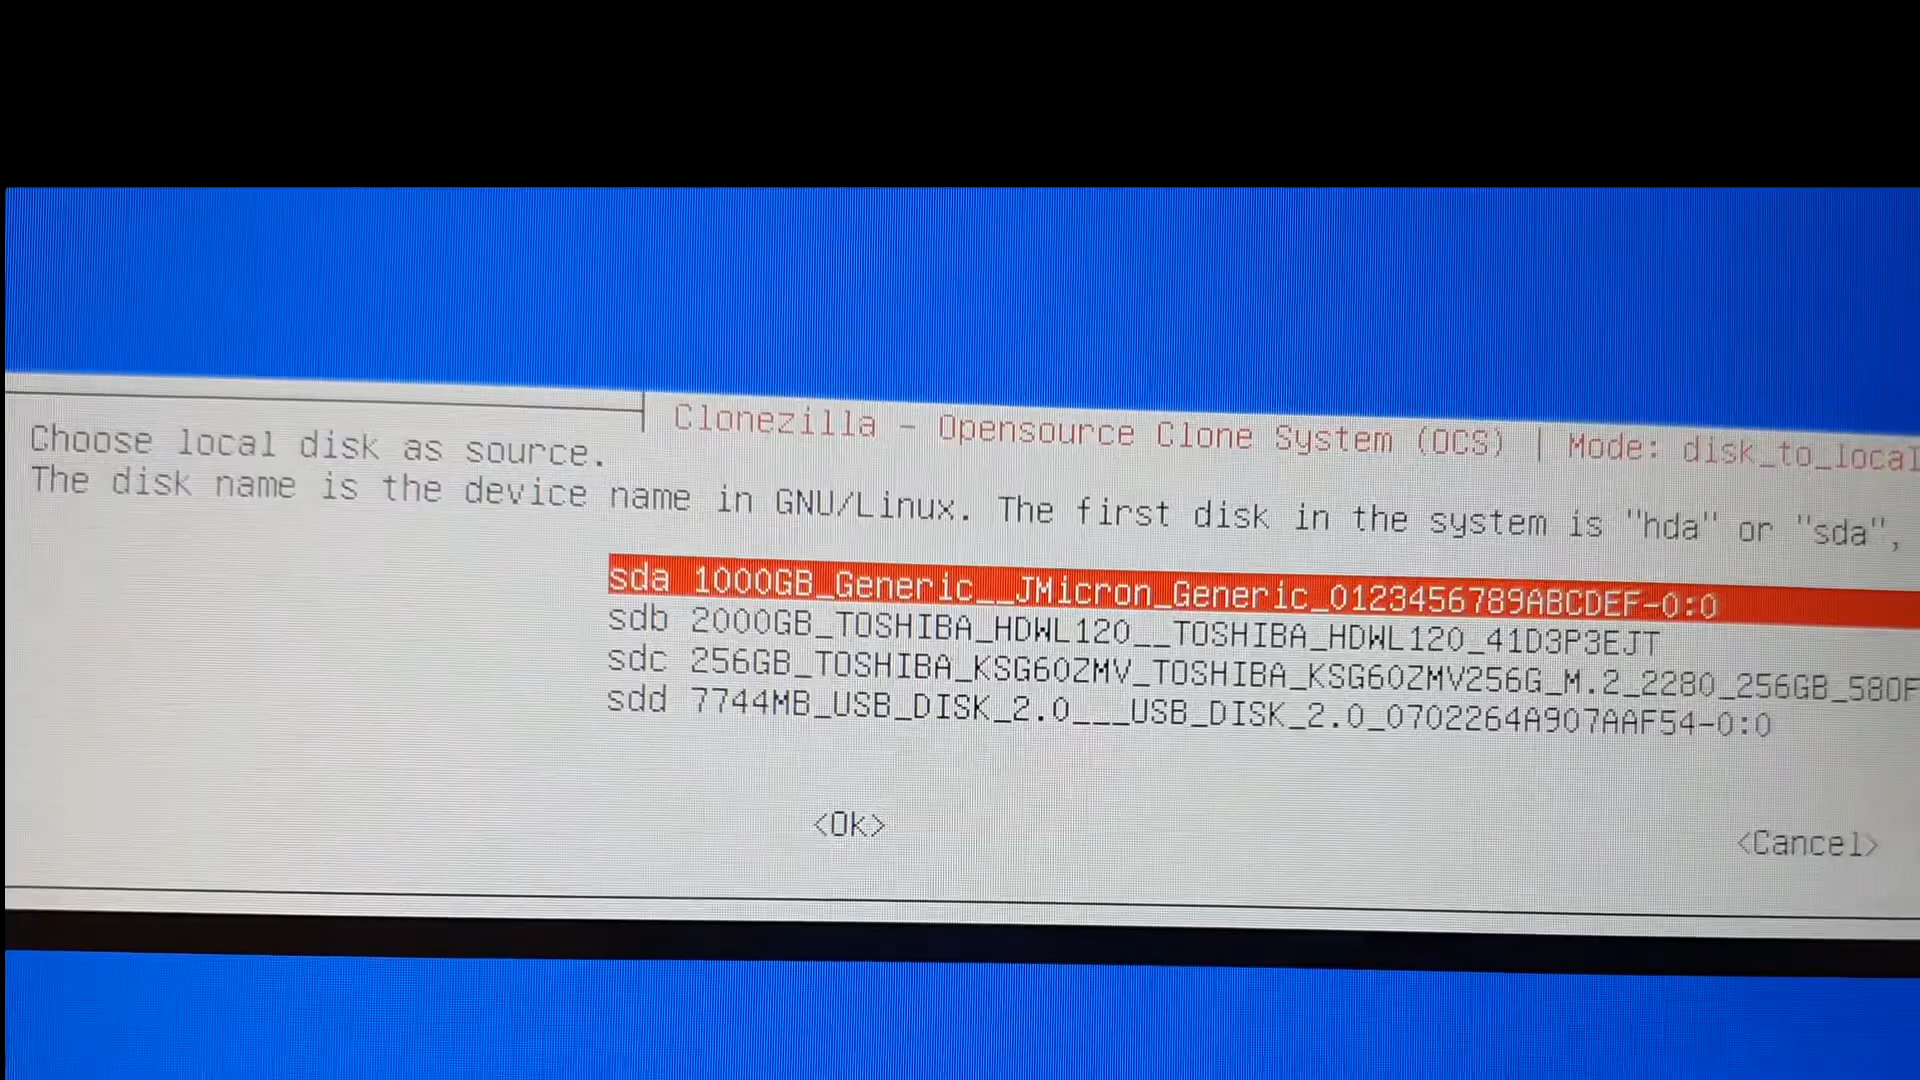 Clonezilla - Opensource Clone System (OCS) | Mode: disk_to_local
Choose local disk as source.
The disk name is the device name in GNU/Linux. The first disk in the system is "hda" or "sda",
sda 1000GB_Generic__JMicron_Generic_0123456789ABCDEF-0:0
sdb 2000GB_TOSHIBA_HDWL120__TOSHIBA_HDWL120_41D3P3EJT
sdc 256GB_TOSHIBA_KSG60ZMV_TOSHIBA_KSG60ZMV256G_M.2_2280_256GB_580F
sdd 7744MB_USB_DISK_2.0___USB_DISK_2.0_0702264A907AAF54-0:0
<Ok>
<Cancel>